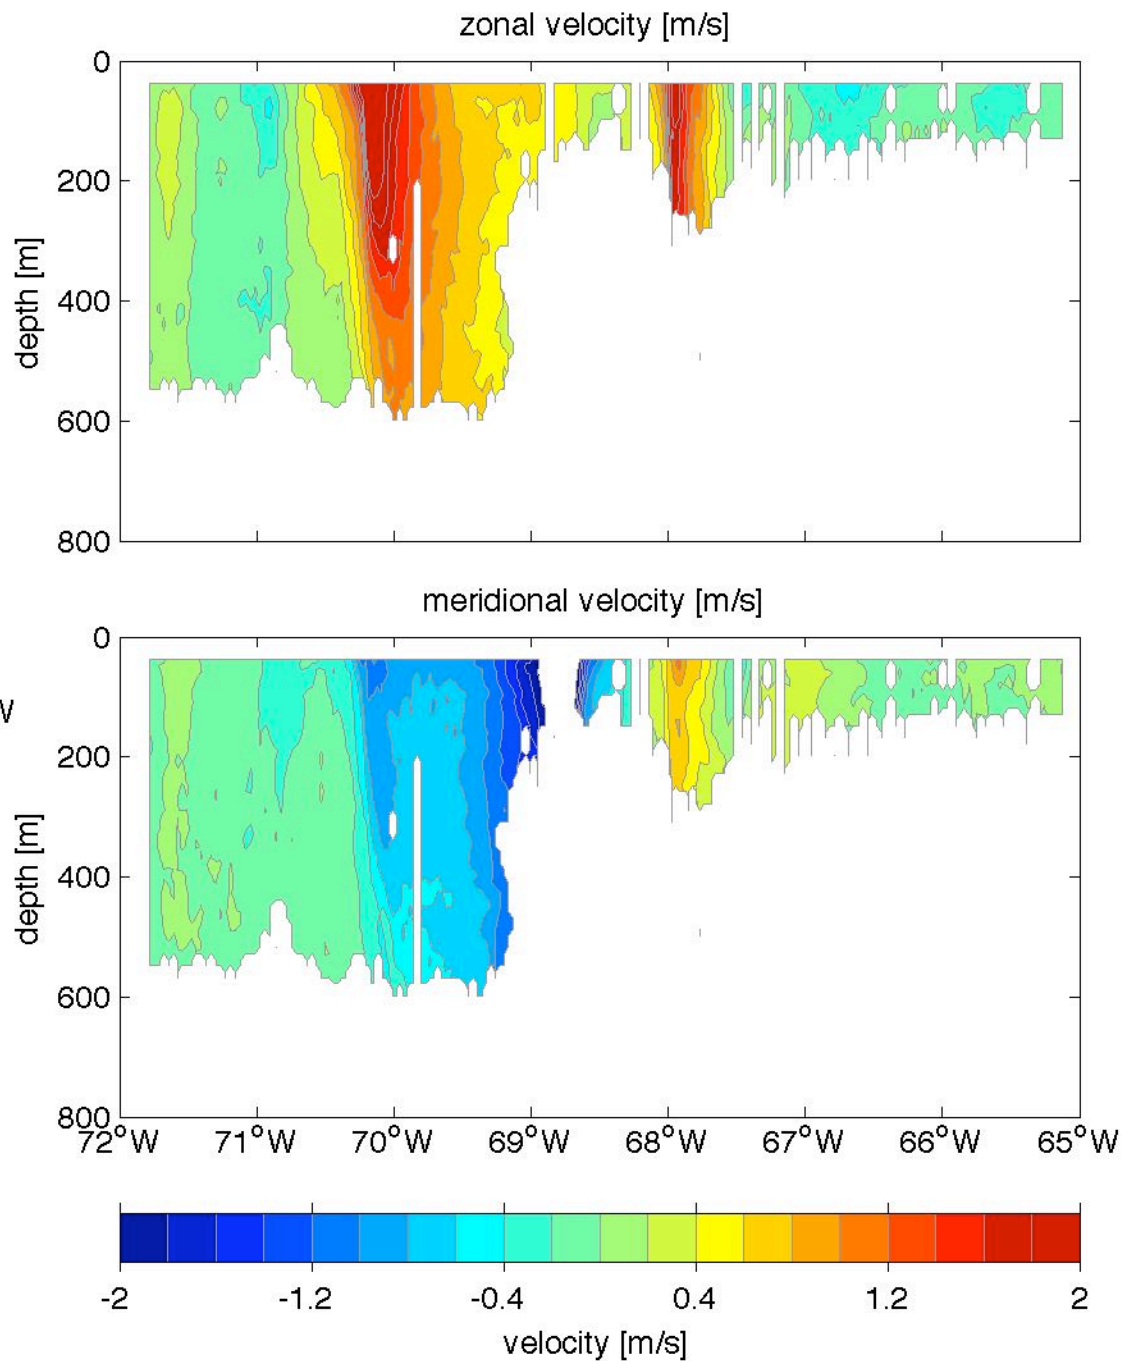 zonal velocity [m/s]
0
200
400
600
800
depth [m]
meridional velocity [m/s]
0
W
200
400
600
800
depth [m]
72°W 71°W 70°W 69°W 68°W 67°W 66°W 65°W
-2 -1.2 -0.4 0.4 1.2 2
velocity [m/s]